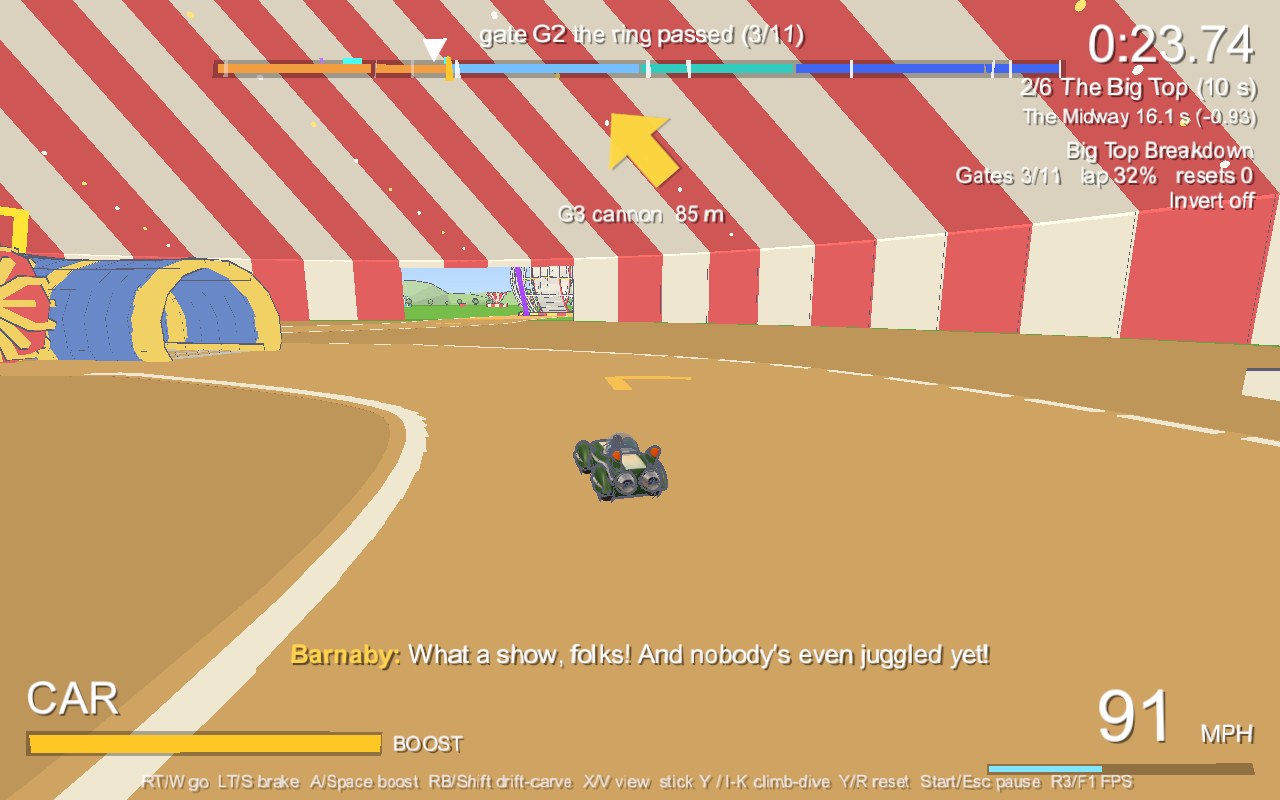 gate G2 the ring passed (3/11)
0:23.74
2/6 The Big Top (10 s)
The Midway 16.1 s (-0.93)
Big Top Breakdown
Gates 3/11 lap 32% resets 0
Invert off
G3 cannon 85 m
Barnaby: What a show, folks! And nobody's even juggled yet!
CAR
BOOST
91 MPH
RT/W go LT/S brake A/Space boost RB/Shift drift-carve X/V view stick Y / I-K climb-dive Y/R reset Start/Esc pause R3/F1 FPS